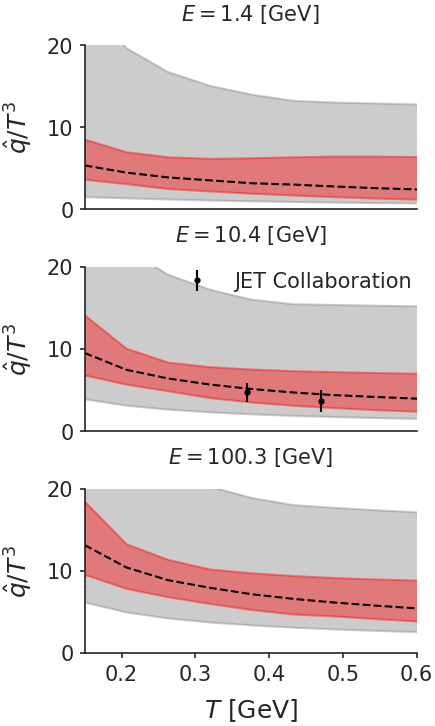 E = 1.4 [GeV]
20
10
0
q̂/T³
E = 10.4 [GeV]
JET Collaboration
20
10
0
q̂/T³
E = 100.3 [GeV]
20
10
0
q̂/T³
0.2 0.3 0.4 0.5 0.6
T [GeV]